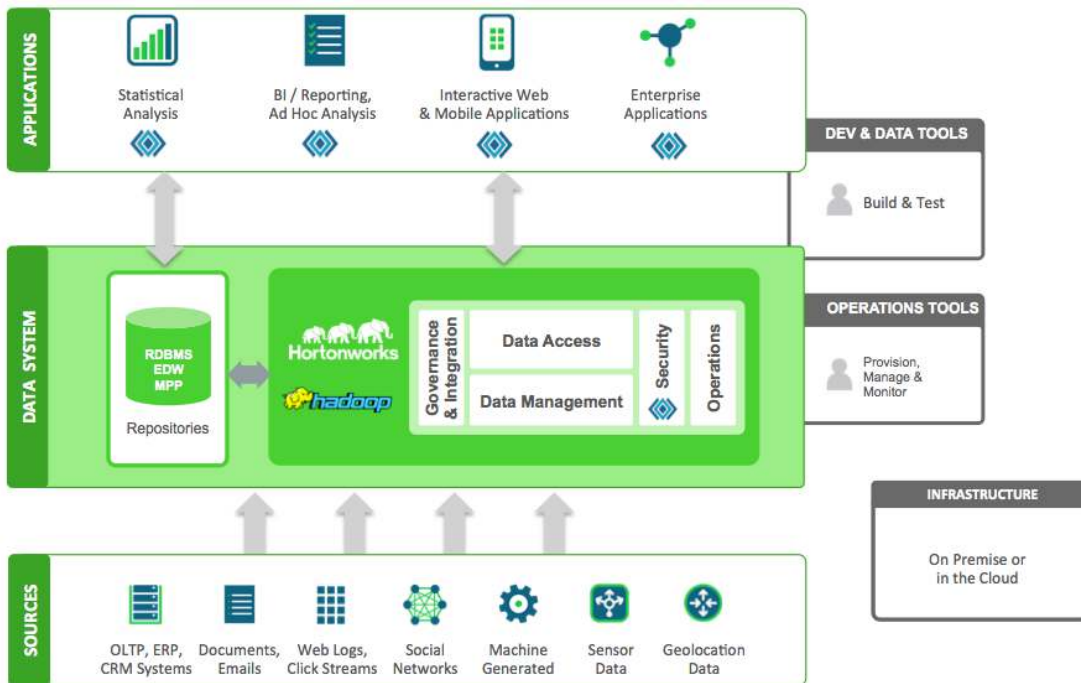 APPLICATIONS
Statistical
Analysis
BI / Reporting,
Ad Hoc Analysis
Interactive Web
& Mobile Applications
Enterprise
Applications
DEV & DATA TOOLS
Build & Test
DATA SYSTEM
RDBMS
EDW
MPP
Repositories
Hortonworks
hadoop
Governance
& Integration
Data Access
Data Management
Security
Operations
OPERATIONS TOOLS
Provision,
Manage &
Monitor
INFRASTRUCTURE
On Premise or
in the Cloud
SOURCES
OLTP, ERP,
CRM Systems
Documents,
Emails
Web Logs,
Click Streams
Social
Networks
Machine
Generated
Sensor
Data
Geolocation
Data